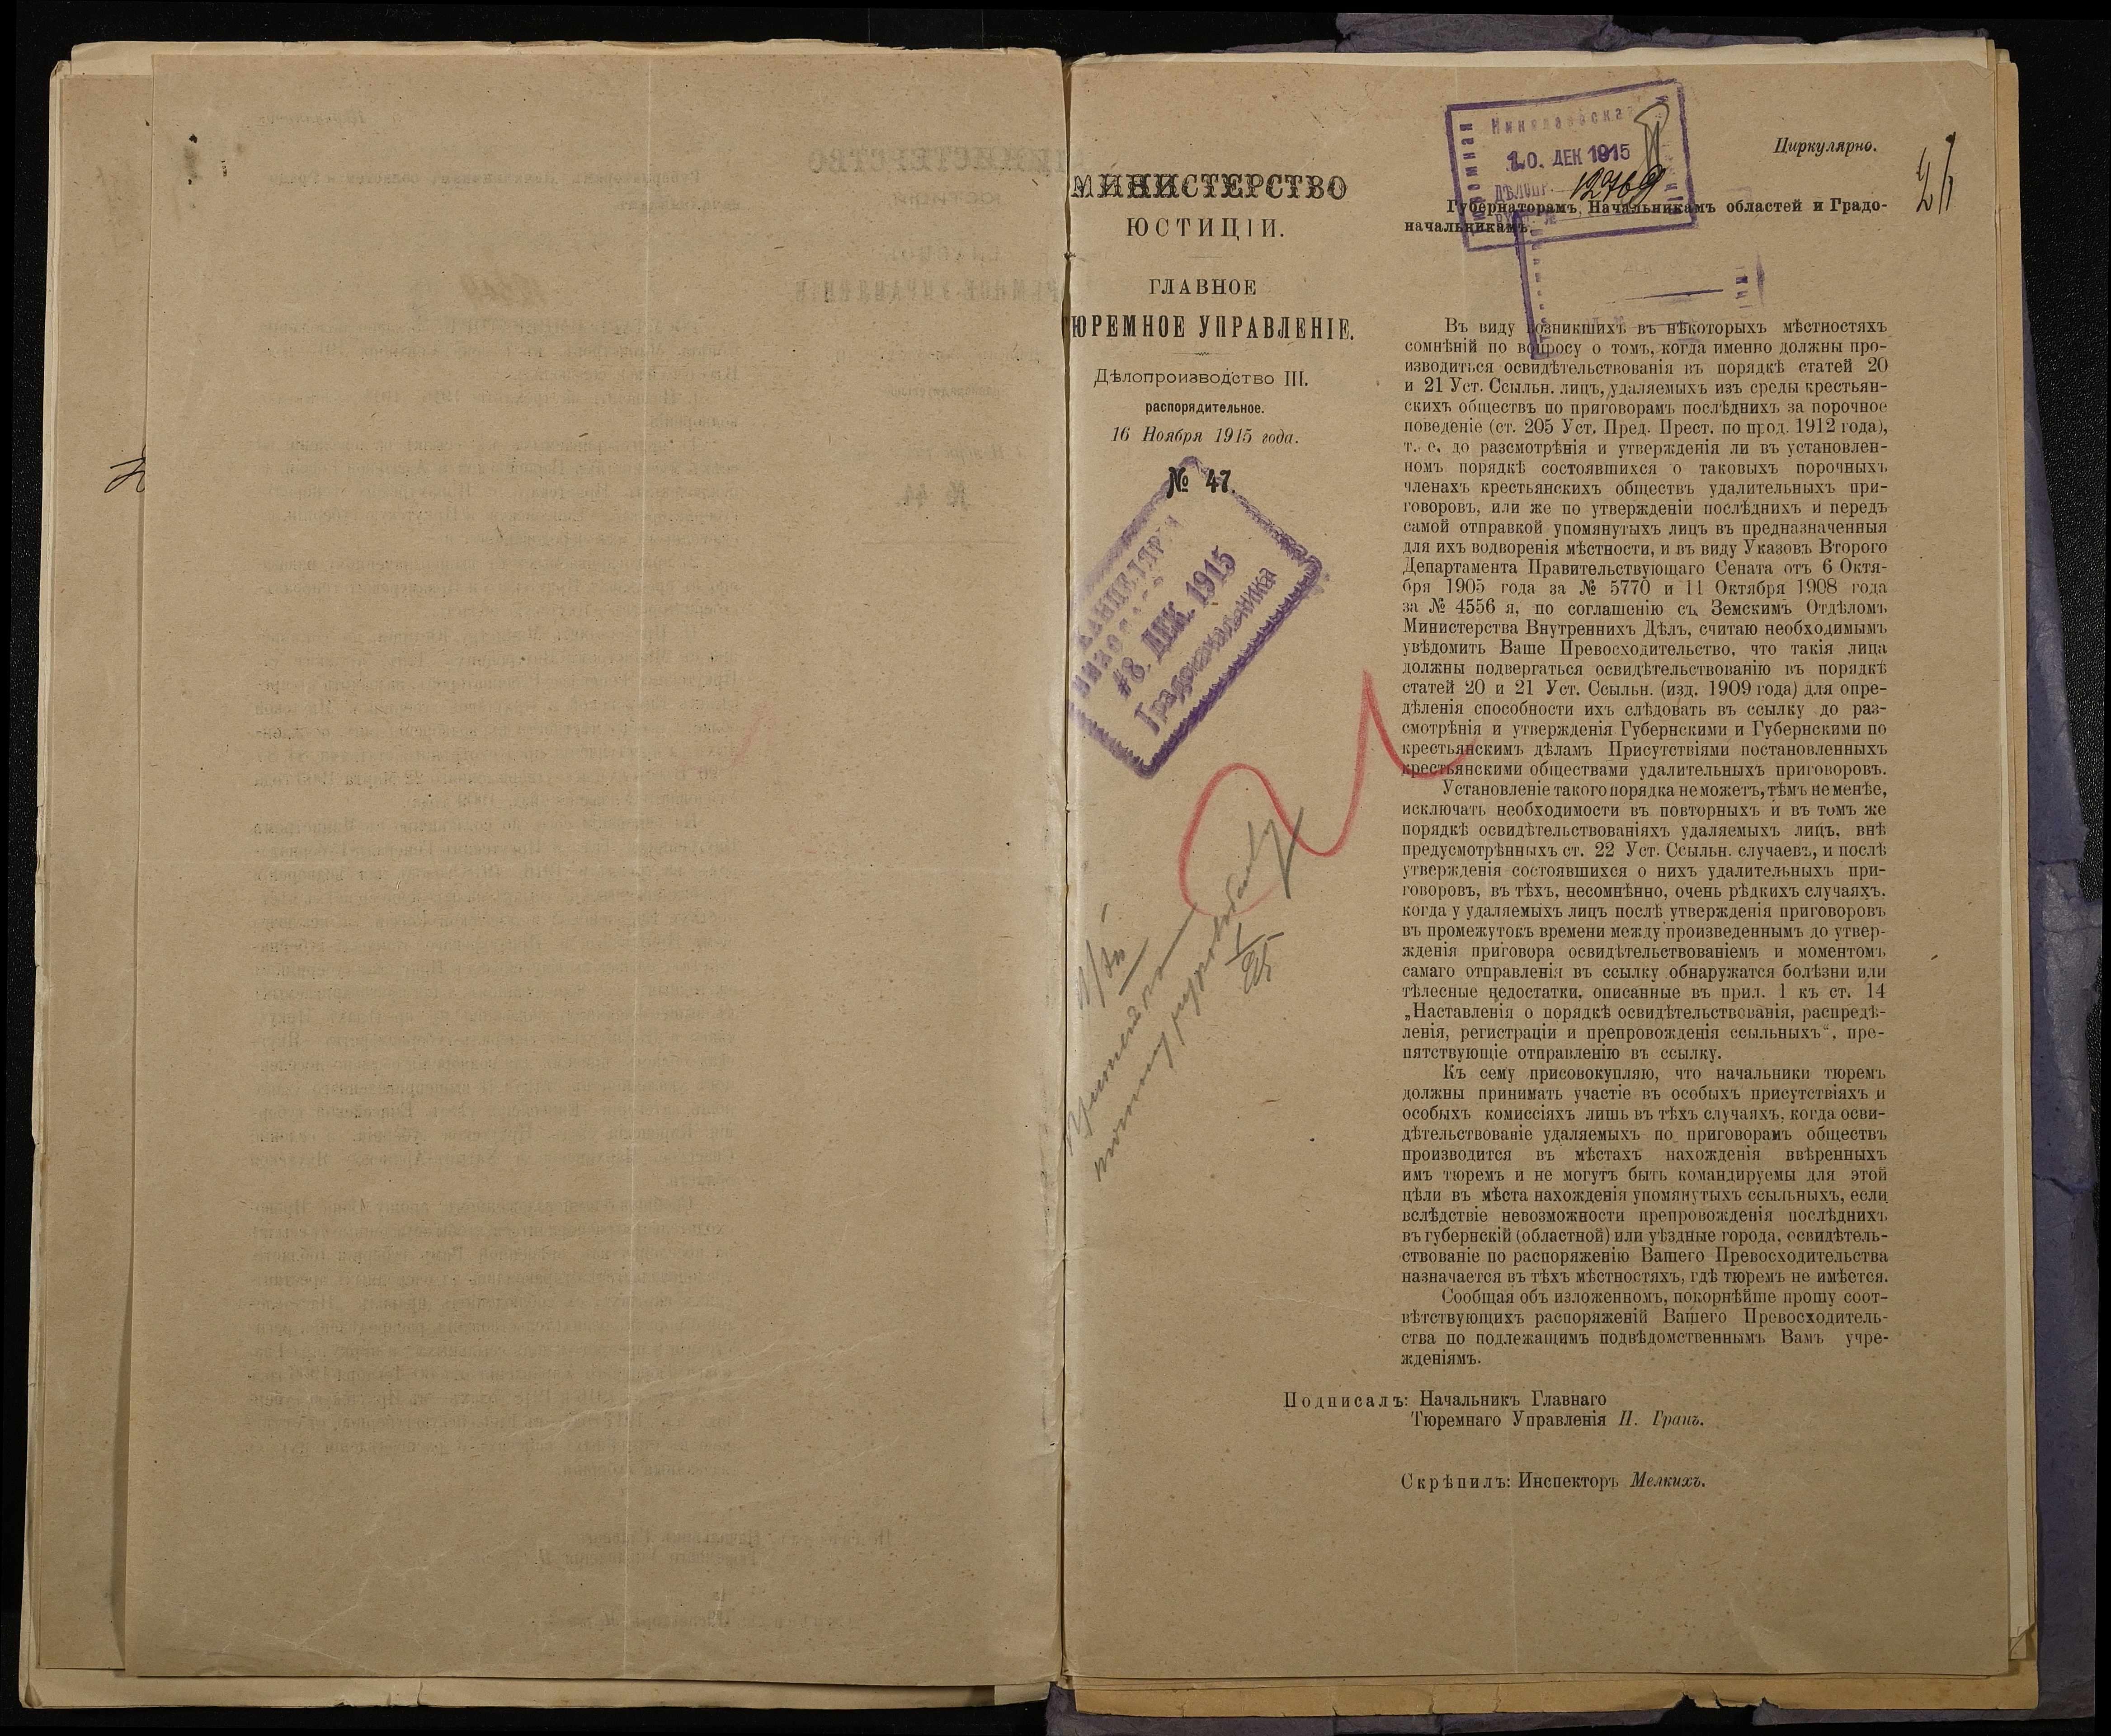 Циркулярно.
26
МИНИСТЕРСТВО
ЮСТИЦІИ.
ГЛАВНОЕ
ЮРЕМНОЕ УПРАВЛЕНІЕ.
Дѣлопроизводство III.
распорядительное.
16 Ноября 1915 года.
№ 47.
КАНЦЕЛЯРІЯ
*8. ДЕК. 1915
Градоначальника
Николаевская
10. ДЕК 1915
12769
Губернаторамъ, Начальникамъ областей и Градо-
начальникамъ.
Въ виду возникшихъ въ нѣкоторыхъ мѣстностяхъ
сомнѣній по вопросу о томъ, когда именно должны про-
изводиться освидѣтельствованія въ порядкѣ статей 20
и 21 Уст. Ссыльн. лицъ, удаляемыхъ изъ среды крестьян-
скихъ обществъ по приговорамъ послѣднихъ за порочное
поведеніе (ст. 205 Уст. Пред. Прест. по прод. 1912 года),
т. е. до разсмотрѣнія и утвержденія ли въ установлен-
номъ порядкѣ состоявшихся о таковыхъ порочныхъ
членахъ крестьянскихъ обществъ удалительныхъ при-
говоровъ, или же по утвержденіи послѣднихъ и передъ
самой отправкой упомянутыхъ лицъ въ предназначенныя
для ихъ водворенія мѣстности, и въ виду Указовъ Второго
Департамента Правительствующаго Сената отъ 6 Октя-
бря 1905 года за № 5770 и 11 Октября 1908 года
за № 4556 я, по соглашенію съ Земскимъ Отдѣломъ
Министерства Внутреннихъ Дѣлъ, считаю необходимымъ
увѣдомить Ваше Превосходительство, что такія лица
должны подвергаться освидѣтельствованію въ порядкѣ
статей 20 и 21 Уст. Ссыльн. (изд. 1909 года) для опре-
дѣленія способности ихъ слѣдовать въ ссылку до раз-
смотрѣнія и утвержденія Губернскими и Губернскими по
крестьянскимъ дѣламъ Присутствіями постановленныхъ
крестьянскими обществами удалительныхъ приговоровъ.
Установленіе такого порядка не можетъ, тѣмъ не менѣе,
исключать необходимости въ повторныхъ и въ томъ же
порядкѣ освидѣтельствованіяхъ удаляемыхъ лицъ, внѣ
предусмотрѣнныхъ ст. 22 Уст. Ссыльн. случаевъ, и послѣ
утвержденія состоявшихся о нихъ удалительныхъ при-
говоровъ, въ тѣхъ, несомнѣнно, очень рѣдкихъ случаяхъ.
когда у удаляемыхъ лицъ послѣ утвержденія приговоровъ
въ промежутокъ времени между произведеннымъ до утвер-
жденія приговора освидѣтельствованіемъ и моментомъ
самаго отправленія въ ссылку обнаружатся болѣзни или
тѣлесные недостатки, описанные въ прил. 1 къ ст. 14
„Наставленія о порядкѣ освидѣтельствованія, распредѣ-
ленія, регистраціи и препровожденія ссыльныхъ“, пре-
пятствующіе отправленію въ ссылку.
Къ сему присовокупляю, что начальники тюремъ
должны принимать участіе въ особыхъ присутствіяхъ и
особыхъ комиссіяхъ лишь въ тѣхъ случаяхъ, когда осви-
дѣтельствованіе удаляемыхъ по приговорамъ обществъ
производится въ мѣстахъ нахожденія ввѣренныхъ
имъ тюремъ и не могутъ быть командируемы для этой
цѣли въ мѣста нахожденія упомянутыхъ ссыльныхъ, если
вслѣдствіе невозможности препровожденія послѣднихъ
въ губернскій (областной) или уѣздные города, освидѣтель-
ствованіе по распоряженію Вашего Превосходительства
назначается въ тѣхъ мѣстностяхъ, гдѣ тюремъ не имѣется.
Сообщая объ изложенномъ, покорнѣйше прошу соот-
вѣтствующихъ распоряженій Вашего Превосходитель-
ства по подлежащимъ подвѣдомственнымъ Вамъ учре-
жденіямъ.
Подписалъ: Начальникъ Главнаго
Тюремнаго Управленія П. Гранъ.
Скрѣпилъ: Инспекторъ Мелкихъ.